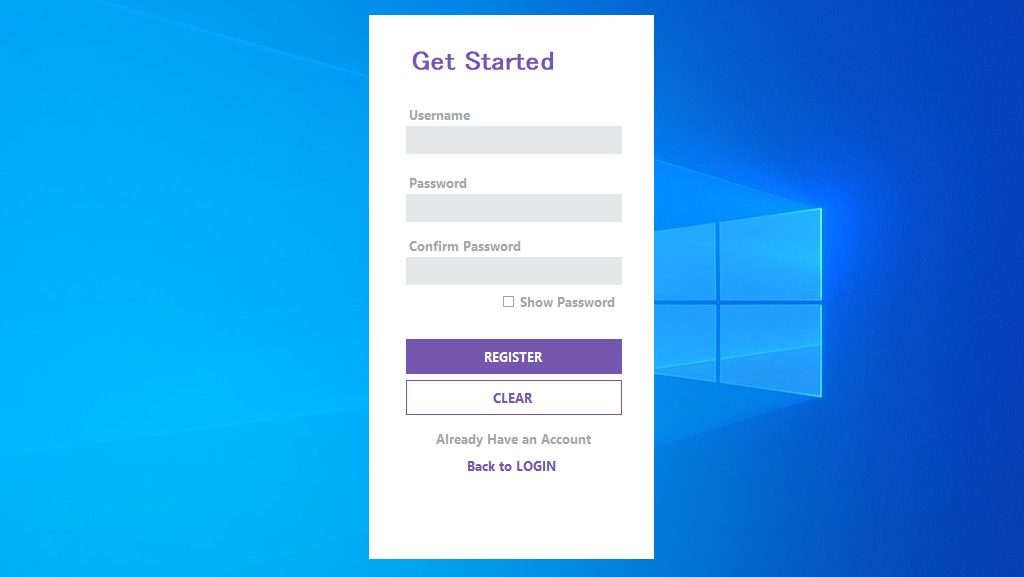 Get Started
Username
Password
Confirm Password
Show Password
REGISTER
CLEAR
Already Have an Account
Back to LOGIN